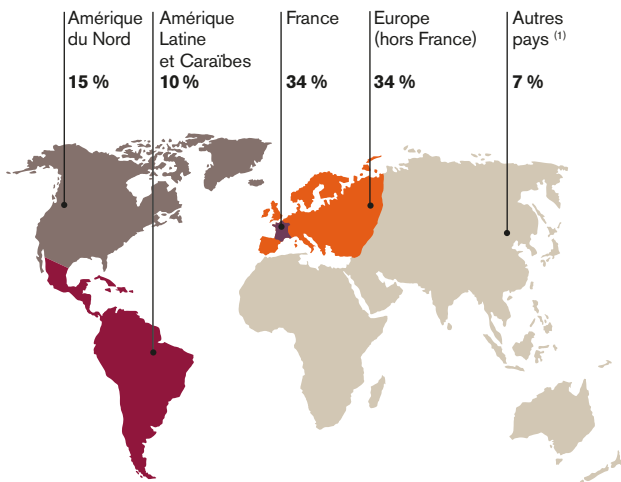 Amérique
du Nord
15 %
Amérique
Latine
et Caraïbes
10 %
France
34 %
Europe
(hors France)
34 %
Autres
pays (1)
7 %